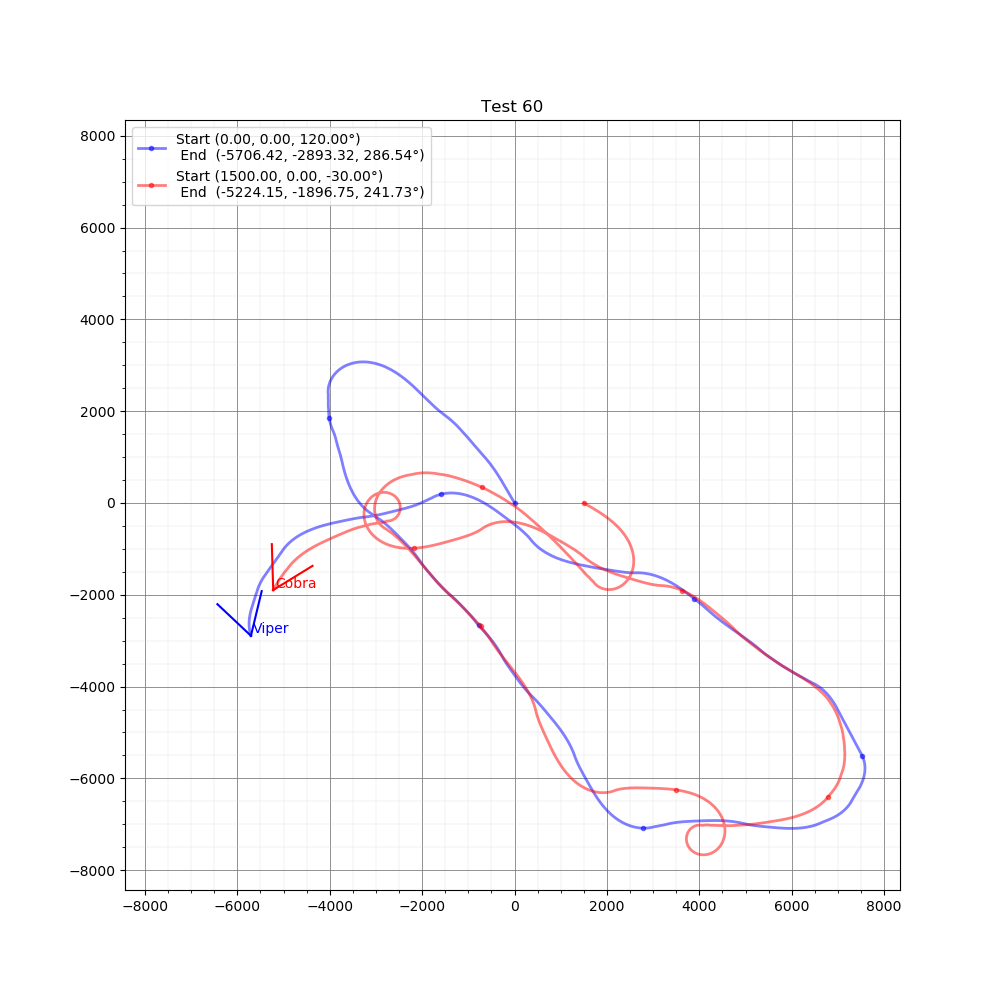 Test 60
Start (0.00, 0.00, 120.00°)
End (-5706.42, -2893.32, 286.54°)
Start (1500.00, 0.00, -30.00°)
End (-5224.15, -1896.75, 241.73°)
8000
6000
4000
2000
0
−2000
−4000
−6000
−8000
Cobra
Viper
−8000 −6000 −4000 −2000 0 2000 4000 6000 8000